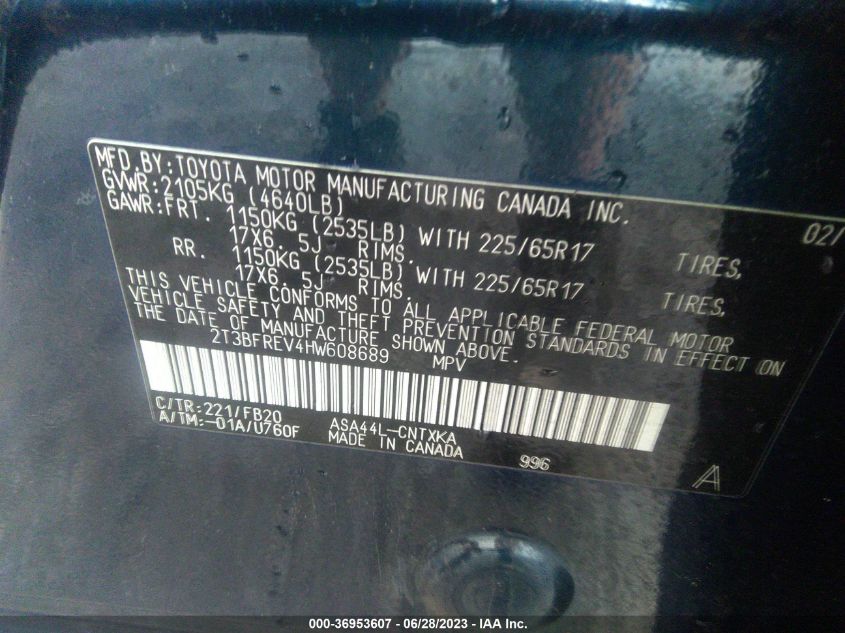 MFD.BY:TOYOTA MOTOR MANUFACTURING CANADA INC. 02/
GVWR:2105KG (4640LB)
GAWR:FRT. 1150KG (2535LB) WITH 225/65R17 TIRES,
17X6. 5J RIMS.
RR. 1150KG (2535LB) WITH 225/65R17 TIRES,
17X6. 5J RIMS.
THIS VEHICLE CONFORMS TO ALL APPLICABLE FEDERAL MOTOR
VEHICLE SAFETY AND THEFT PREVENTION STANDARDS IN EFFECT ON
THE DATE OF MANUFACTURE SHOWN ABOVE.
2T3BFREV4HW608689 MPV
C/TR:221/FB20 ASA44L-CNTXKA
A/TM:-01A/U760F MADE IN CANADA 996 A
000-36953607 / 06/28/2023 - IAA Inc.